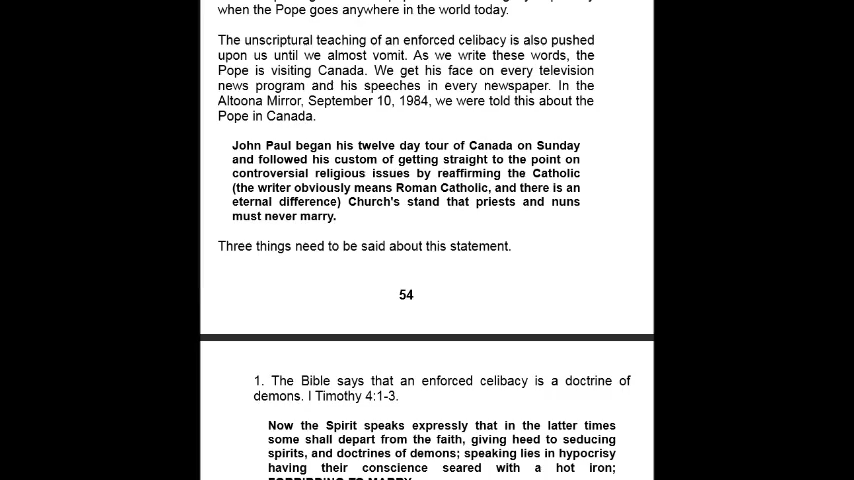 when the Pope goes anywhere in the world today.
The unscriptural teaching of an enforced celibacy is also pushed
upon us until we almost vomit. As we write these words, the
Pope is visiting Canada. We get his face on every television
news program and his speeches in every newspaper. In the
Altoona Mirror, September 10, 1984, we were told this about the
Pope in Canada.
John Paul began his twelve day tour of Canada on Sunday
and followed his custom of getting straight to the point on
controversial religious issues by reaffirming the Catholic
(the writer obviously means Roman Catholic, and there is an
eternal difference) Church's stand that priests and nuns
must never marry.
Three things need to be said about this statement.
54
1. The Bible says that an enforced celibacy is a doctrine of
demons. I Timothy 4:1-3.
Now the Spirit speaks expressly that in the latter times
some shall depart from the faith, giving heed to seducing
spirits, and doctrines of demons; speaking lies in hypocrisy
having their conscience seared with a hot iron;
FORBIDDING TO MARRY